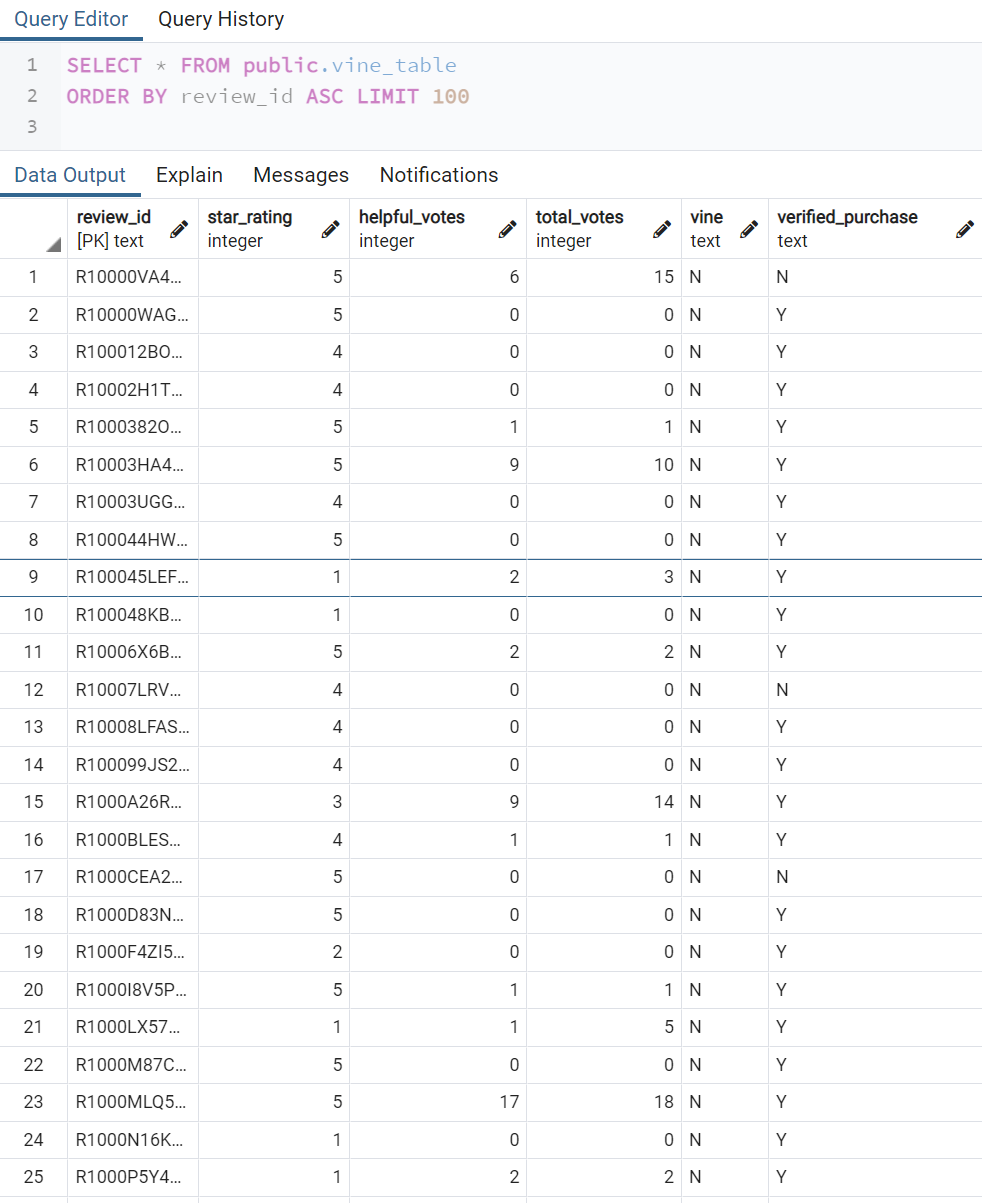 Query Editor Query History
1 SELECT * FROM public.vine_table
2 ORDER BY review_id ASC LIMIT 100
3
Data Output Explain Messages Notifications
review_id star_rating helpful_votes total_votes vine verified_purchase
[PK] text integer integer integer text text
1 R10000VA4... 5 6 15 N N
2 R10000WAG... 5 0 0 N Y
3 R100012BO... 4 0 0 N Y
4 R10002H1T... 4 0 0 N Y
5 R1000382O... 5 1 1 N Y
6 R10003HA4... 5 9 10 N Y
7 R10003UGG... 4 0 0 N Y
8 R100044HW... 5 0 0 N Y
9 R100045LEF... 1 2 3 N Y
10 R100048KB... 1 0 0 N Y
11 R10006X6B... 5 2 2 N Y
12 R10007LRV... 4 0 0 N N
13 R10008LFAS... 4 0 0 N Y
14 R100099JS2... 4 0 0 N Y
15 R1000A26R... 3 9 14 N Y
16 R1000BLES... 4 1 1 N Y
17 R1000CEA2... 5 0 0 N N
18 R1000D83N... 5 0 0 N Y
19 R1000F4ZI5... 2 0 0 N Y
20 R1000I8V5P... 5 1 1 N Y
21 R1000LX57... 1 1 5 N Y
22 R1000M87C... 5 0 0 N Y
23 R1000MLQ5... 5 17 18 N Y
24 R1000N16K... 1 0 0 N Y
25 R1000P5Y4... 1 2 2 N Y